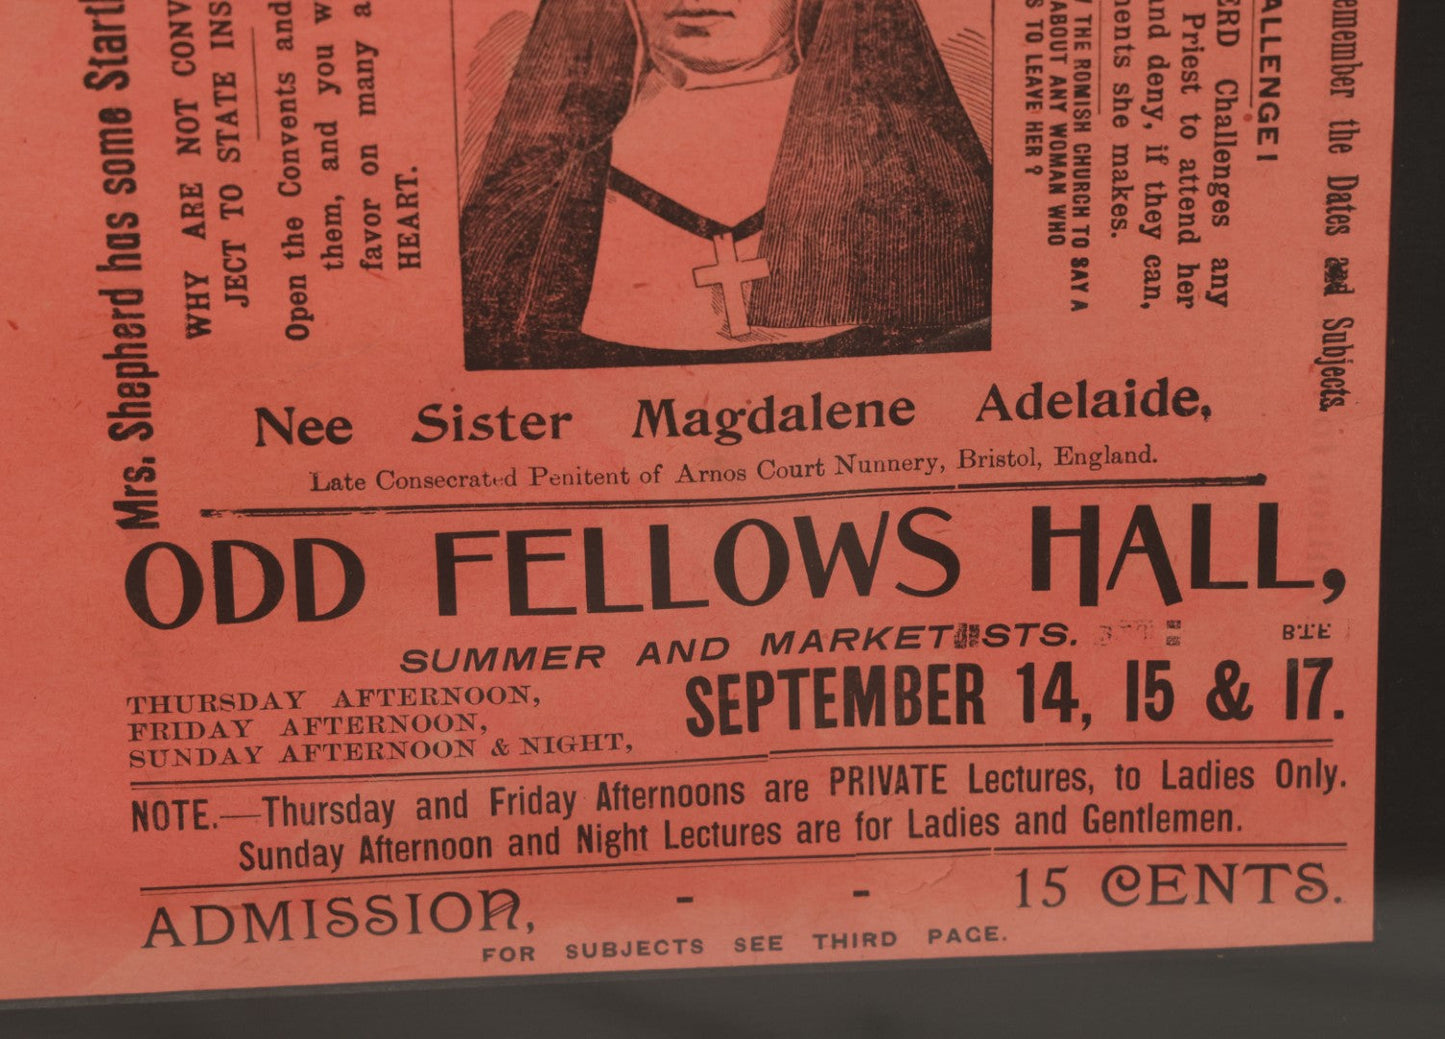 Mrs. Shepherd has some Startl
WHY ARE NOT CONV
JECT TO STATE INS
Open the Convents and
them, and you w
favor on many a
HEART.
S TO LEAVE HER?
ABOUT ANY WOMAN WHO
THE ROMISH CHURCH TO SAY A
ments she makes.
and deny, if they can,
Priest to attend her
ERD Challenges any
ALLENGE!
emember the Dates and Subjects.
Nee Sister Magdalene Adelaide,
Late Consecrated Penitent of Arnos Court Nunnery, Bristol, England.
ODD FELLOWS HALL,
SUMMER AND MARKET STS.
THURSDAY AFTERNOON,
FRIDAY AFTERNOON,
SUNDAY AFTERNOON & NIGHT,
SEPTEMBER 14, 15 & 17.
NOTE.—Thursday and Friday Afternoons are PRIVATE Lectures, to Ladies Only.
Sunday Afternoon and Night Lectures are for Ladies and Gentlemen.
ADMISSION, - - 15 CENTS.
FOR SUBJECTS SEE THIRD PAGE.